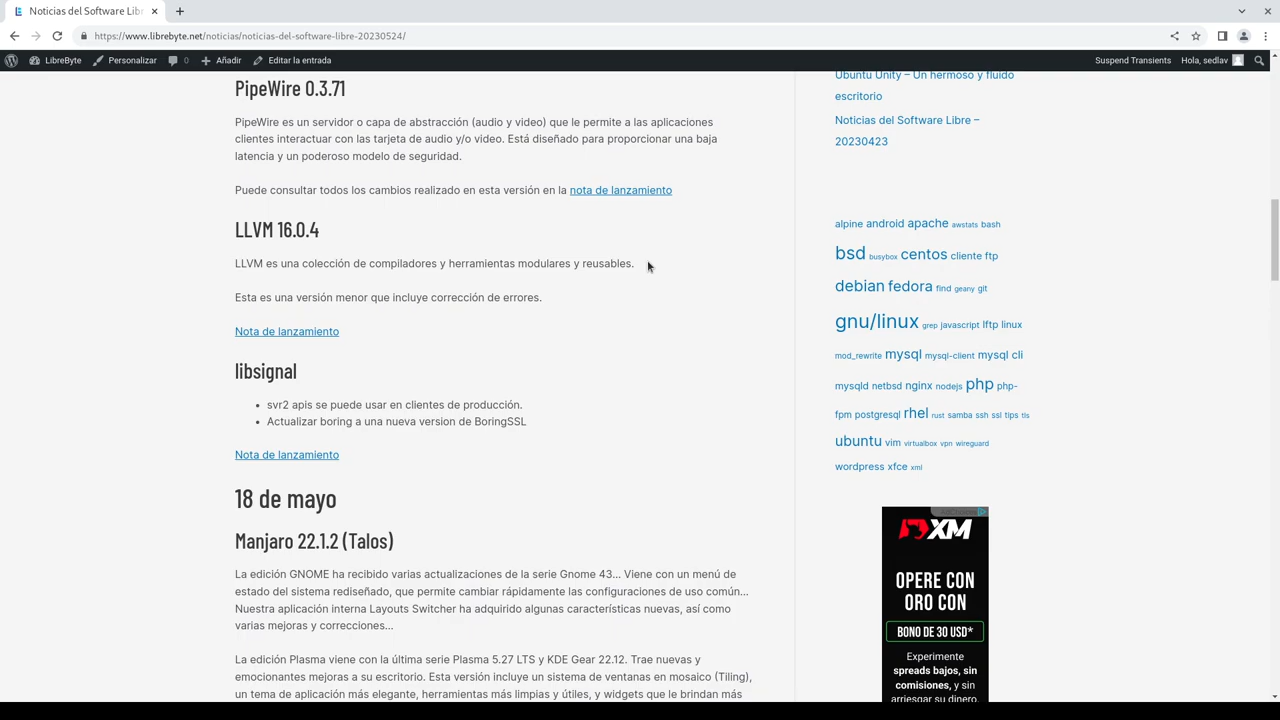 Noticias del Software Libr
https://www.librebyte.net/noticias/noticias-del-software-libre-20230524/
LibreByte Personalizar 0 Añadir Editar la entrada Suspend Transients Hola, sedlav
PipeWire 0.3.71
PipeWire es un servidor o capa de abstracción (audio y video) que le permite a las aplicaciones
clientes interactuar con las tarjeta de audio y/o video. Está diseñado para proporcionar una baja
latencia y un poderoso modelo de seguridad.
Puede consultar todos los cambios realizado en esta versión en la nota de lanzamiento
LLVM 16.0.4
LLVM es una colección de compiladores y herramientas modulares y reusables.
Esta es una versión menor que incluye corrección de errores.
Nota de lanzamiento
libsignal
• svr2 apis se puede usar en clientes de producción.
• Actualizar boring a una nueva version de BoringSSL
Nota de lanzamiento
18 de mayo
Manjaro 22.1.2 (Talos)
La edición GNOME ha recibido varias actualizaciones de la serie Gnome 43... Viene con un menú de
estado del sistema rediseñado, que permite cambiar rápidamente las configuraciones de uso común...
Nuestra aplicación interna Layouts Switcher ha adquirido algunas características nuevas, así como
varias mejoras y correcciones...
La edición Plasma viene con la última serie Plasma 5.27 LTS y KDE Gear 22.12. Trae nuevas y
emocionantes mejoras a su escritorio. Esta versión incluye un sistema de ventanas en mosaico (Tiling),
un tema de aplicación más elegante, herramientas más limpias y útiles, y widgets que le brindan más
Ubuntu Unity – Un hermoso y fluido
escritorio
Noticias del Software Libre –
20230423
alpine android apache awstats bash
bsd busybox centos cliente ftp
debian fedora find geany git
gnu/linux grep javascript lftp linux
mod_rewrite mysql mysql-client mysql cli
mysqld netbsd nginx nodejs php php-
fpm postgresql rhel rust samba ssh ssl tips tls
ubuntu vim virtualbox vpn wireguard
wordpress xfce xml
AdChoices
XM
OPERE CON
ORO CON
BONO DE 30 USD*
Experimente
spreads bajos, sin
comisiones, y sin
arriesgar su dinero.